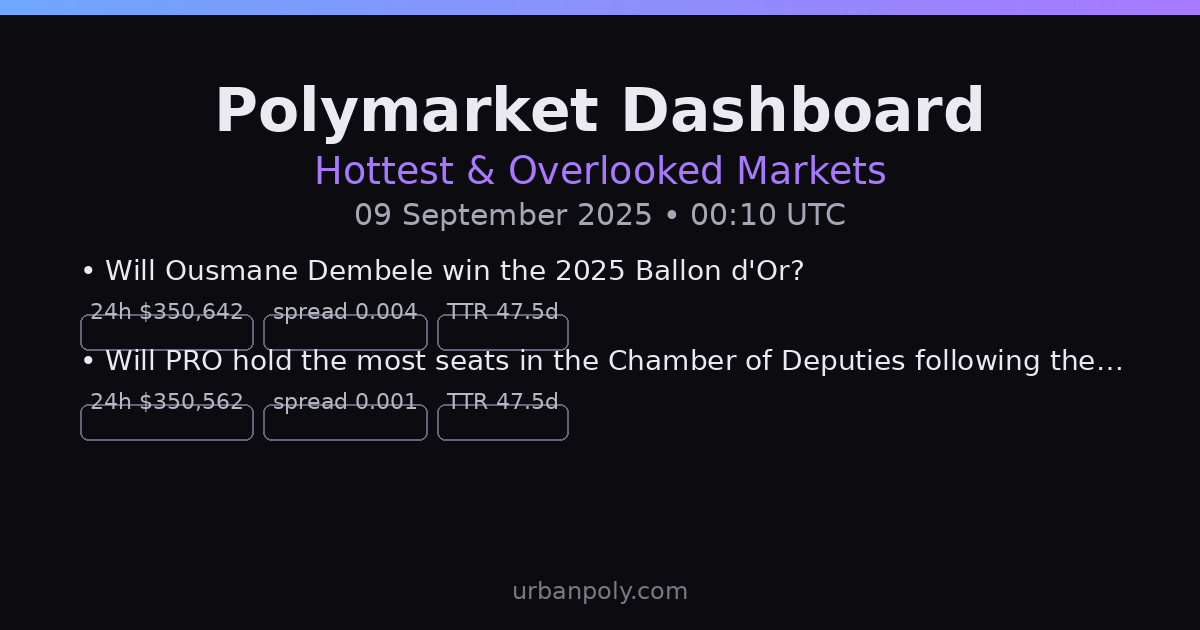 Polymarket Dashboard
Hottest & Overlooked Markets
09 September 2025 • 00:10 UTC
• Will Ousmane Dembele win the 2025 Ballon d'Or?
24h $350,642 spread 0.004 TTR 47.5d
• Will PRO hold the most seats in the Chamber of Deputies following the…
24h $350,562 spread 0.001 TTR 47.5d
urbanpoly.com